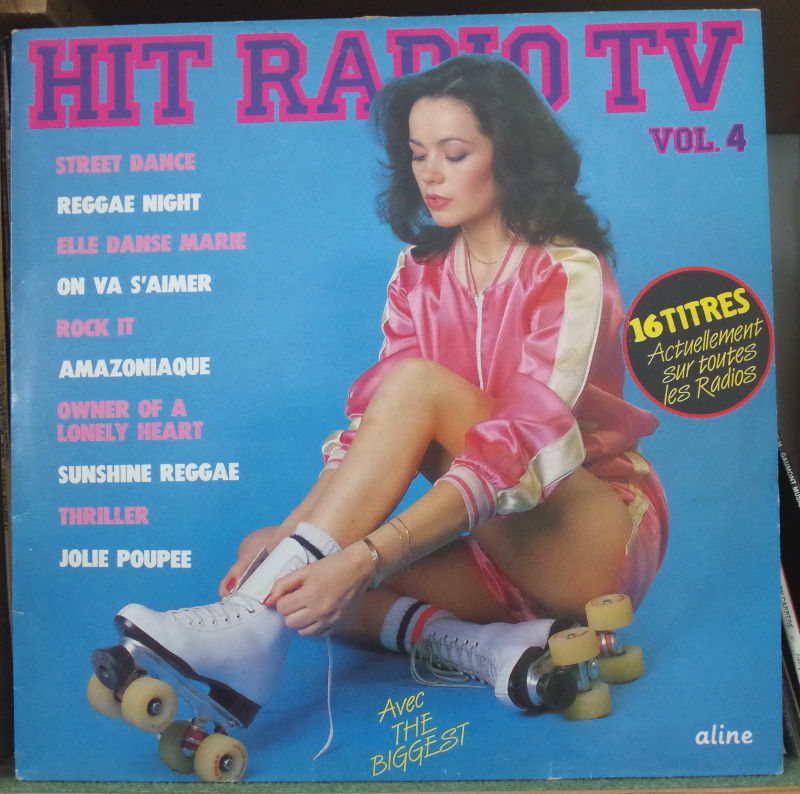 HIT RADIO TV
VOL. 4
STREET DANCE
REGGAE NIGHT
ELLE DANSE MARIE
ON VA S'AIMER
ROCK IT
AMAZONIAQUE
OWNER OF A
LONELY HEART
SUNSHINE REGGAE
THRILLER
JOLIE POUPEE
16 TITRES
Actuellement
sur toutes
les Radios
Avec
THE
BIGGEST
aline
GAUMONT MUSI